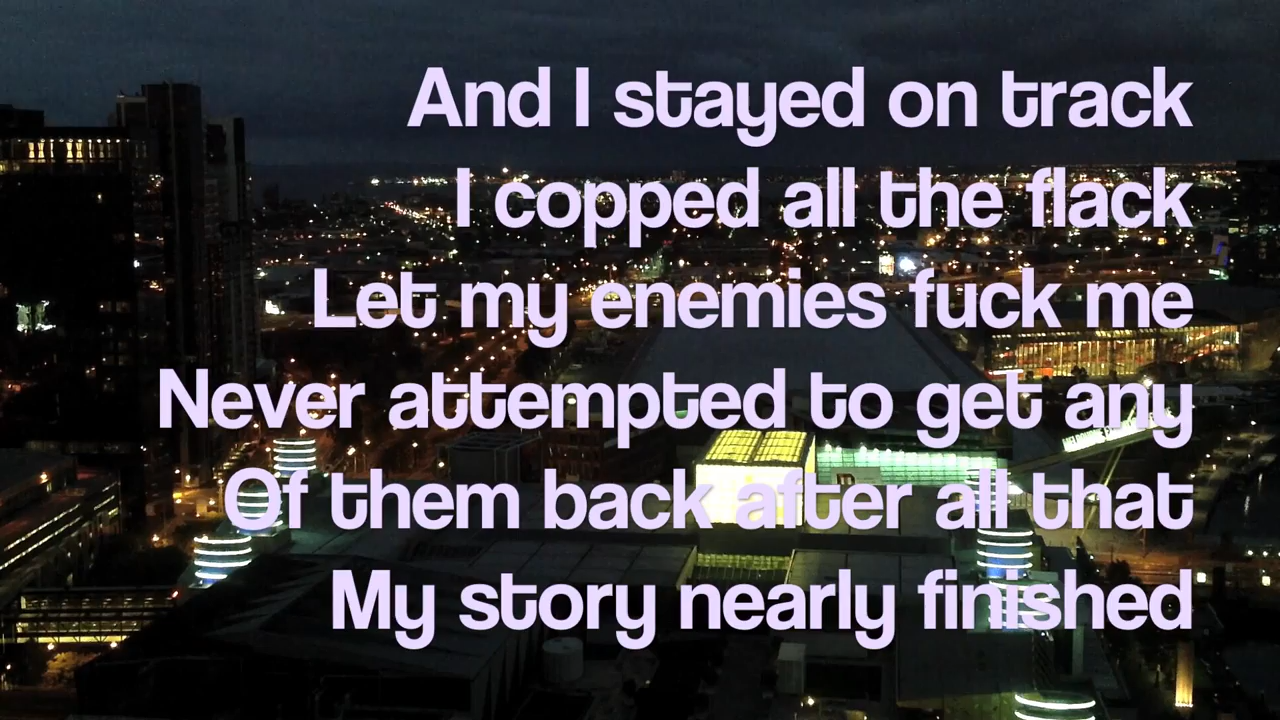 And I stayed on track
I copped all the flack
Let my enemies fuck me
Never attempted to get any
Of them back after all that
My story nearly finished